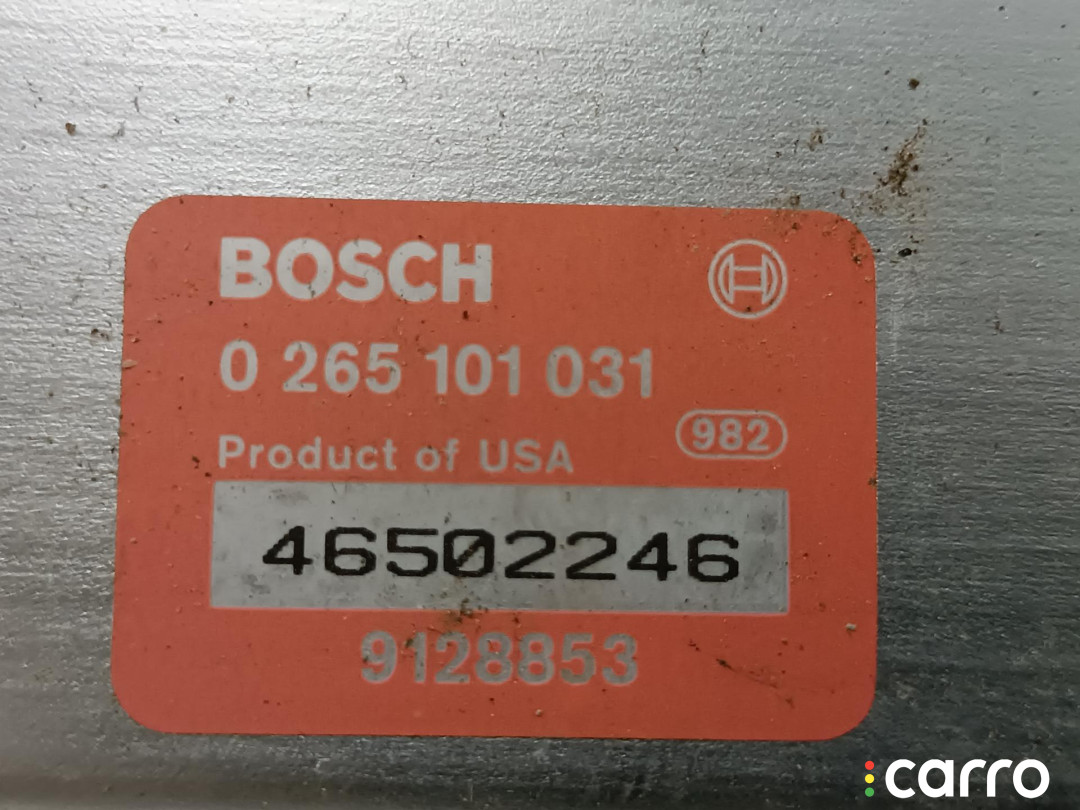 BOSCH
0 265 101 031
982
Product of USA
46502246
9128853
carro